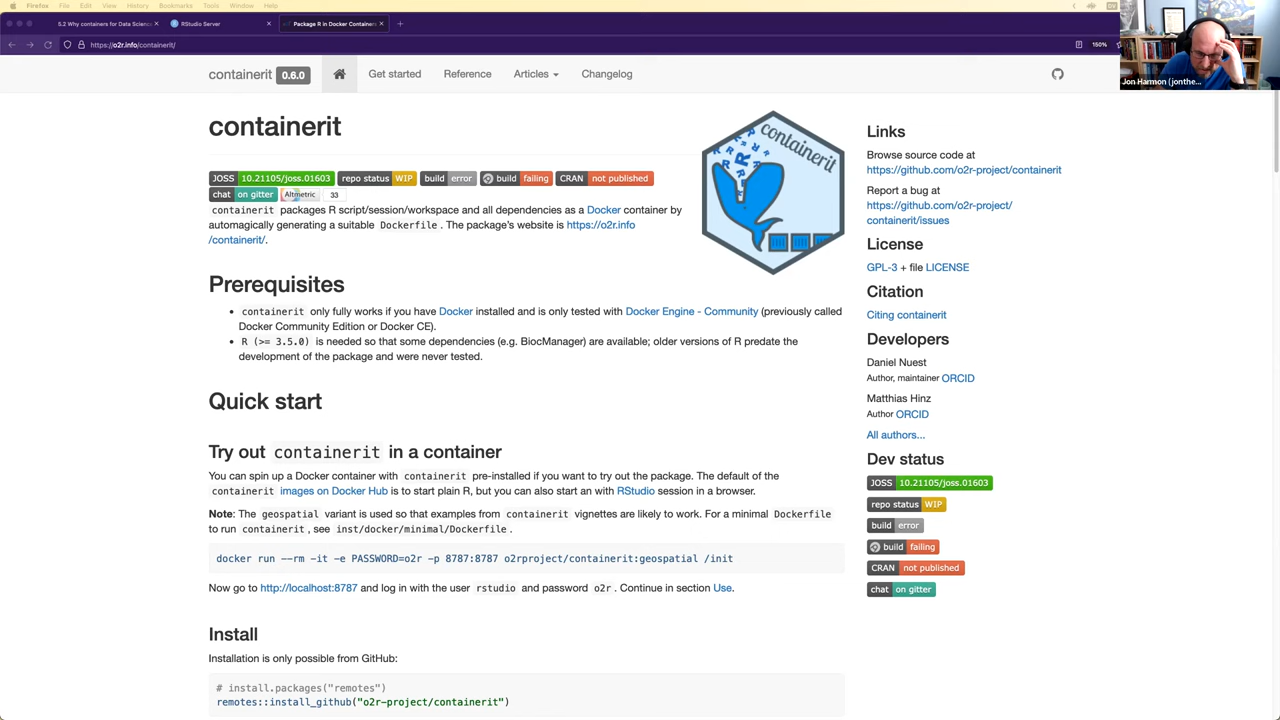 Firefox File Edit View History Bookmarks Tools Window Help
5.2 Why containers for Data Scienc
RStudio Server
Package R in Docker Containers
https://o2r.info/containerit/
150%
Jon Harmon (jonthe...
containerit 0.6.0 Get started Reference Articles Changelog
containerit
JOSS 10.21105/joss.01603 repo status WIP build error build failing CRAN not published
chat on gitter Altmetric 33
containerit packages R script/session/workspace and all dependencies as a Docker container by
automagically generating a suitable Dockerfile. The package's website is https://o2r.info
/containerit/.
containerit
Prerequisites
• containerit only fully works if you have Docker installed and is only tested with Docker Engine - Community (previously called
Docker Community Edition or Docker CE).
• R (>= 3.5.0) is needed so that some dependencies (e.g. BiocManager) are available; older versions of R predate the
development of the package and were never tested.
Quick start
Try out containerit in a container
You can spin up a Docker container with containerit pre-installed if you want to try out the package. The default of the
containerit images on Docker Hub is to start plain R, but you can also start an with RStudio session in a browser.
Note: The geospatial variant is used so that examples from containerit vignettes are likely to work. For a minimal Dockerfile
to run containerit, see inst/docker/minimal/Dockerfile.
docker run --rm -it -e PASSWORD=o2r -p 8787:8787 o2rproject/containerit:geospatial /init
Now go to http://localhost:8787 and log in with the user rstudio and password o2r. Continue in section Use.
Install
Installation is only possible from GitHub:
# install.packages("remotes")
remotes::install_github("o2r-project/containerit")
Links
Browse source code at
https://github.com/o2r-project/containerit
Report a bug at
https://github.com/o2r-project/
containerit/issues
License
GPL-3 + file LICENSE
Citation
Citing containerit
Developers
Daniel Nuest
Author, maintainer ORCID
Matthias Hinz
Author ORCID
All authors...
Dev status
JOSS 10.21105/joss.01603
repo status WIP
build error
build failing
CRAN not published
chat on gitter